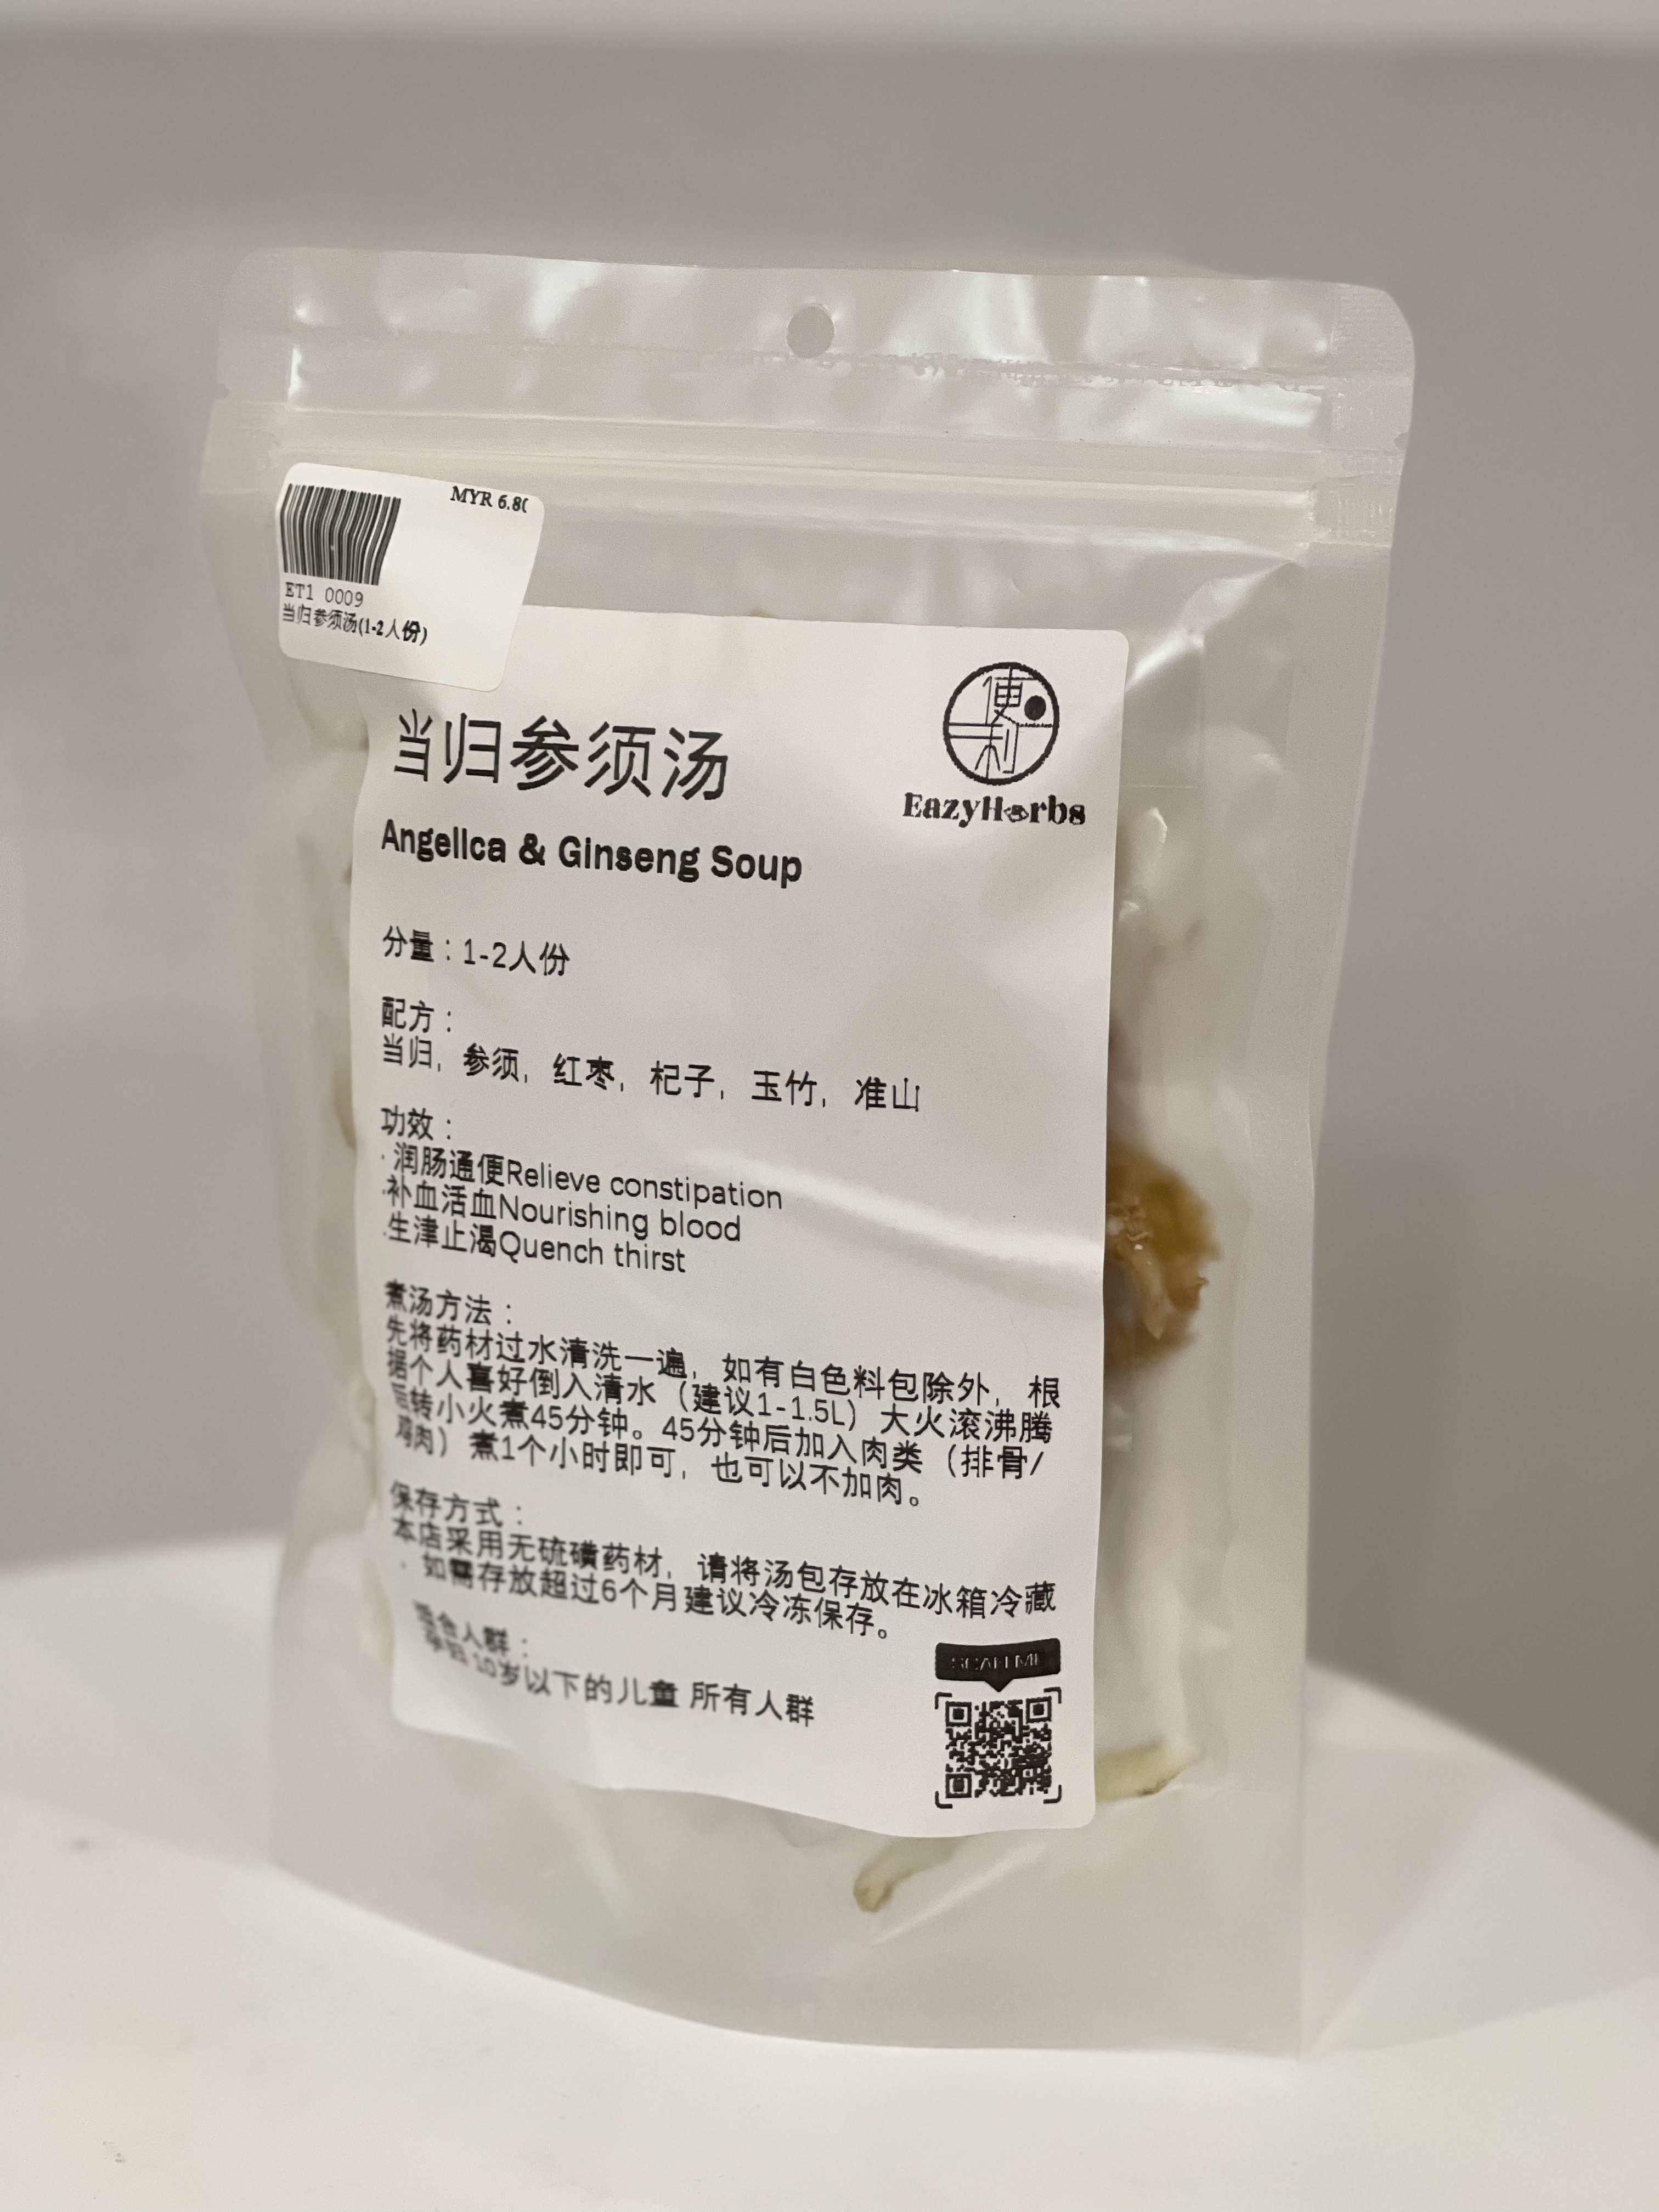 MYR 6.80
ET1 0009
当归参须汤(1-2人份)
便利
EazyHerbs
当归参须汤
Angelica & Ginseng Soup
分量：1-2人份
配方：
当归，参须，红枣，杞子，玉竹，准山
功效：
·润肠通便Relieve constipation
·补血活血Nourishing blood
·生津止渴Quench thirst
煮汤方法：
先将药材过水清洗一遍，如有白色料包除外，根
据个人喜好倒入清水（建议1-1.5L）大火滚沸腾
后转小火煮45分钟。45分钟后加入肉类（排骨/
鸡肉）煮1个小时即可，也可以不加肉。
保存方式：
本店采用无硫磺药材，请将汤包存放在冰箱冷藏
，如需存放超过6个月建议冷冻保存。
适合人群：
10岁以下的儿童 所有人群
SCAN ME